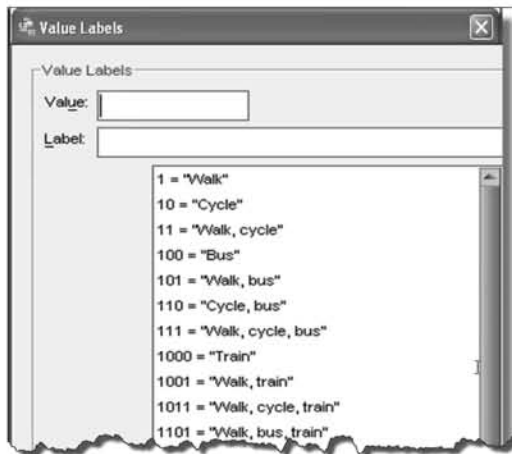 Value Labels
Value Labels
Value:
Label:
1 = "Walk"
10 = "Cycle"
11 = "Walk, cycle"
100 = "Bus"
101 = "Walk, bus"
110 = "Cycle, bus"
111 = "Walk, cycle, bus"
1000 = "Train"
1001 = "Walk, train"
1011 = "Walk, cycle, train"
1101 = "Walk, bus, train"